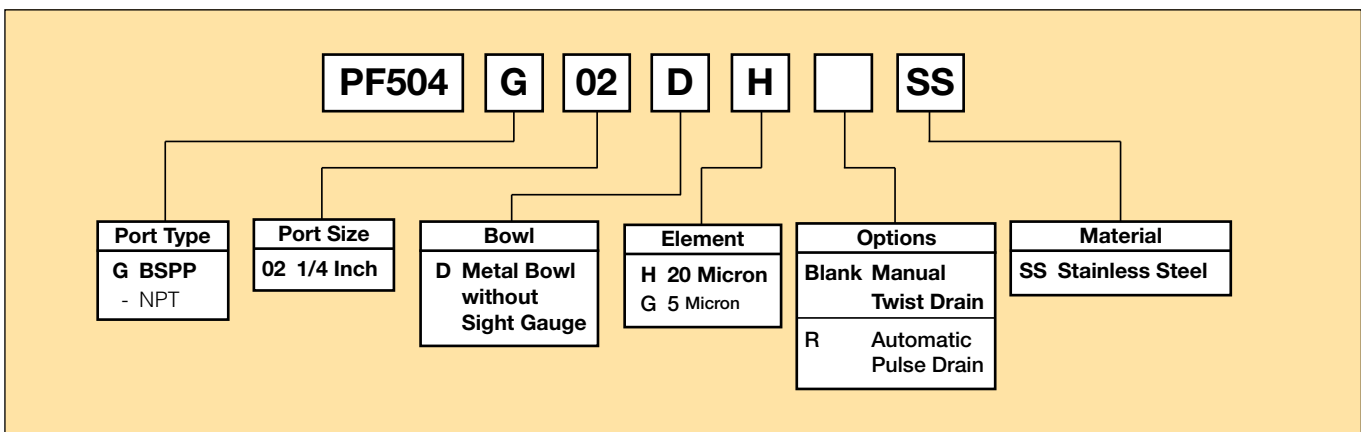 PF504 G 02 D H SS
Port Type
G BSPP
- NPT
Port Size
02 1/4 Inch
Bowl
D Metal Bowl
without
Sight Gauge
Element
H 20 Micron
G 5 Micron
Options
Blank Manual
Twist Drain
R Automatic
Pulse Drain
Material
SS Stainless Steel